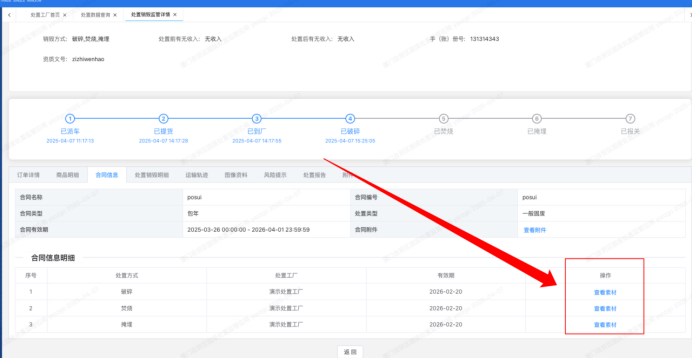 处置工厂首页 × 处置数据查询 × 处置销毁监管详情 ×
销毁方式: 破碎,焚烧,掩埋 处置前有无收入: 无收入 处置后有无收入: 无收入 手(账)册号: 131314343
资质文号: zizhiwenhao
1 2 3 4 5 6 7
已派车 已提货 已到厂 已破碎 已焚烧 已掩埋 已报关
2025-04-07 11:17:13 2025-04-07 14:17:28 2025-04-07 14:17:55 2025-04-07 15:25:05
订单详情 商品明细 合同信息 处置销毁明细 运输轨迹 图像资料 风险提示 处置报告
合同名称 posui 合同编号 posui
合同类型 包年 处置类型 一般固废
合同有效期 2025-03-26 00:00:00 - 2026-04-01 23:59:59 合同附件 查看附件
合同信息明细
序号 处置方式 处置工厂 有效期 操作
1 破碎 演示处置工厂 2026-02-20 查看素材
2 焚烧 演示处置工厂 2026-02-20 查看素材
3 掩埋 演示处置工厂 2026-02-20 查看素材
返回